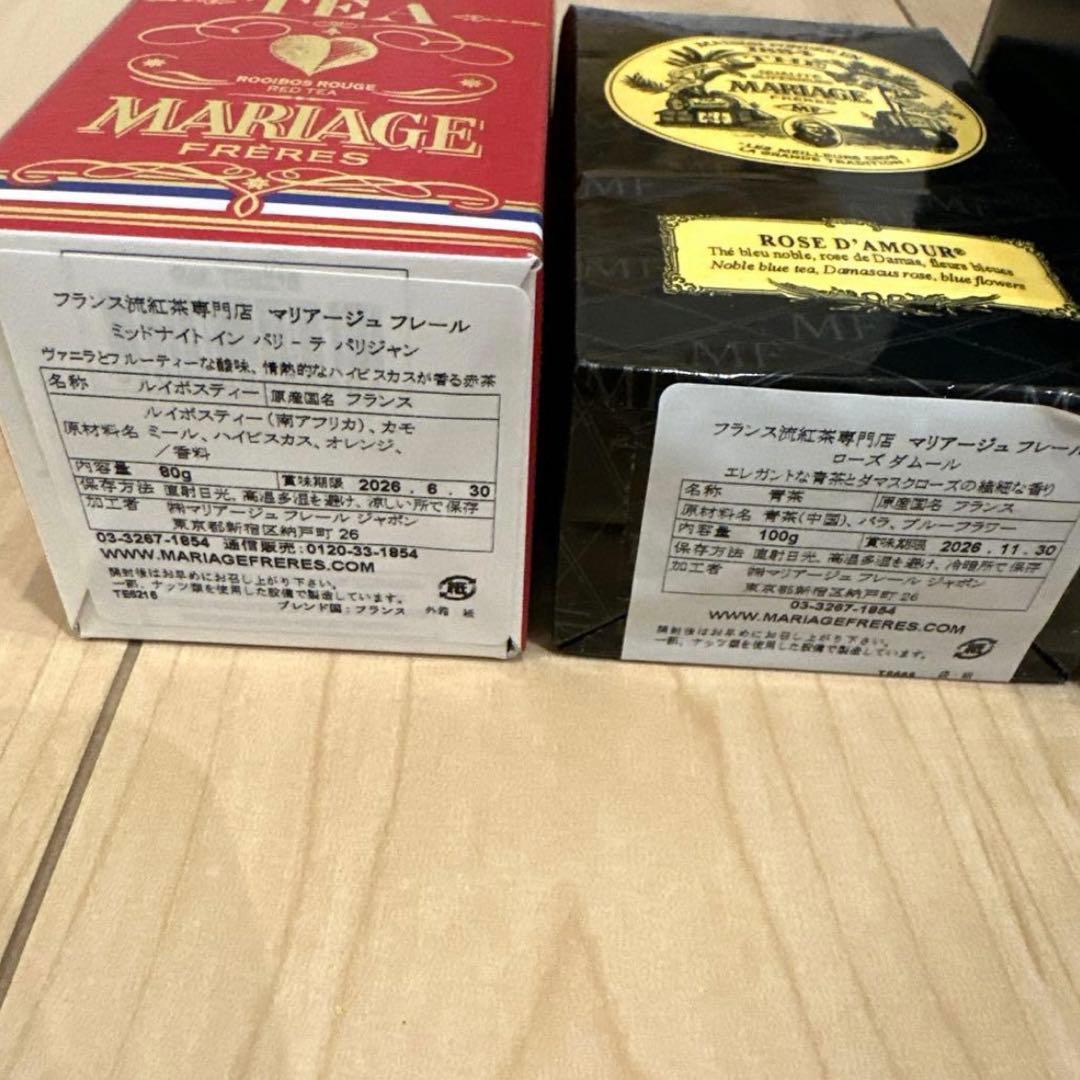 TEA
ROOIBOS ROUGE
RED TEA
MARIAGE
FRÈRES
フランス流紅茶専門店 マリアージュ フレール
ミッドナイト イン パリ - テ パリジャン
ヴァニラとフルーティーな酸味、情熱的なハイビスカスが香る赤茶
名称 ルイボスティー 原産国名 フランス
ルイボスティー(南アフリカ)、カモ
原材料名 ミール、ハイビスカス、オレンジ、
/香料
内容量 80g 賞味期限 2026 . 6 . 30
保存方法 直射日光、高温多湿を避け、涼しい所で保存
加工者 ㈱マリアージュ フレール ジャポン
東京都新宿区納戸町 26
03-3267-1854 通信販売:0120-33-1854
WWW.MARIAGEFRERES.COM
開封後はお早めにお召し上がり下さい。
一部、ナッツ類を使用した設備で製造しています。
TE6216
ブレンド国:フランス 外箱 紙
紙
MARIAGE
FRÈRES
MF
"LES MEILLEURS CRUS
LA GRANDE TRADITION!
ROSE D'AMOUR®
Thé bleu noble, rose de Damas, fleurs bleues
Noble blue tea, Damascus rose, blue flowers
MF
MF
MF
フランス流紅茶専門店 マリアージュ フレール
ローズ ダムール
エレガントな青茶とダマスクローズの繊細な香り
名称 青茶 原産国名 フランス
原材料名 青茶(中国)、バラ、ブルーフラワー
内容量 100g 賞味期限 2026 . 11 . 30
保存方法 直射日光、高温多湿を避け、冷暗所で保存
加工者 ㈱マリアージュ フレール ジャポン
東京都新宿区納戸町 26
03-3267-1854
WWW.MARIAGEFRERES.COM
開封後はお早めにお召し上がり下さい。
一部、ナッツ類を使用した設備で製造しています。
紙